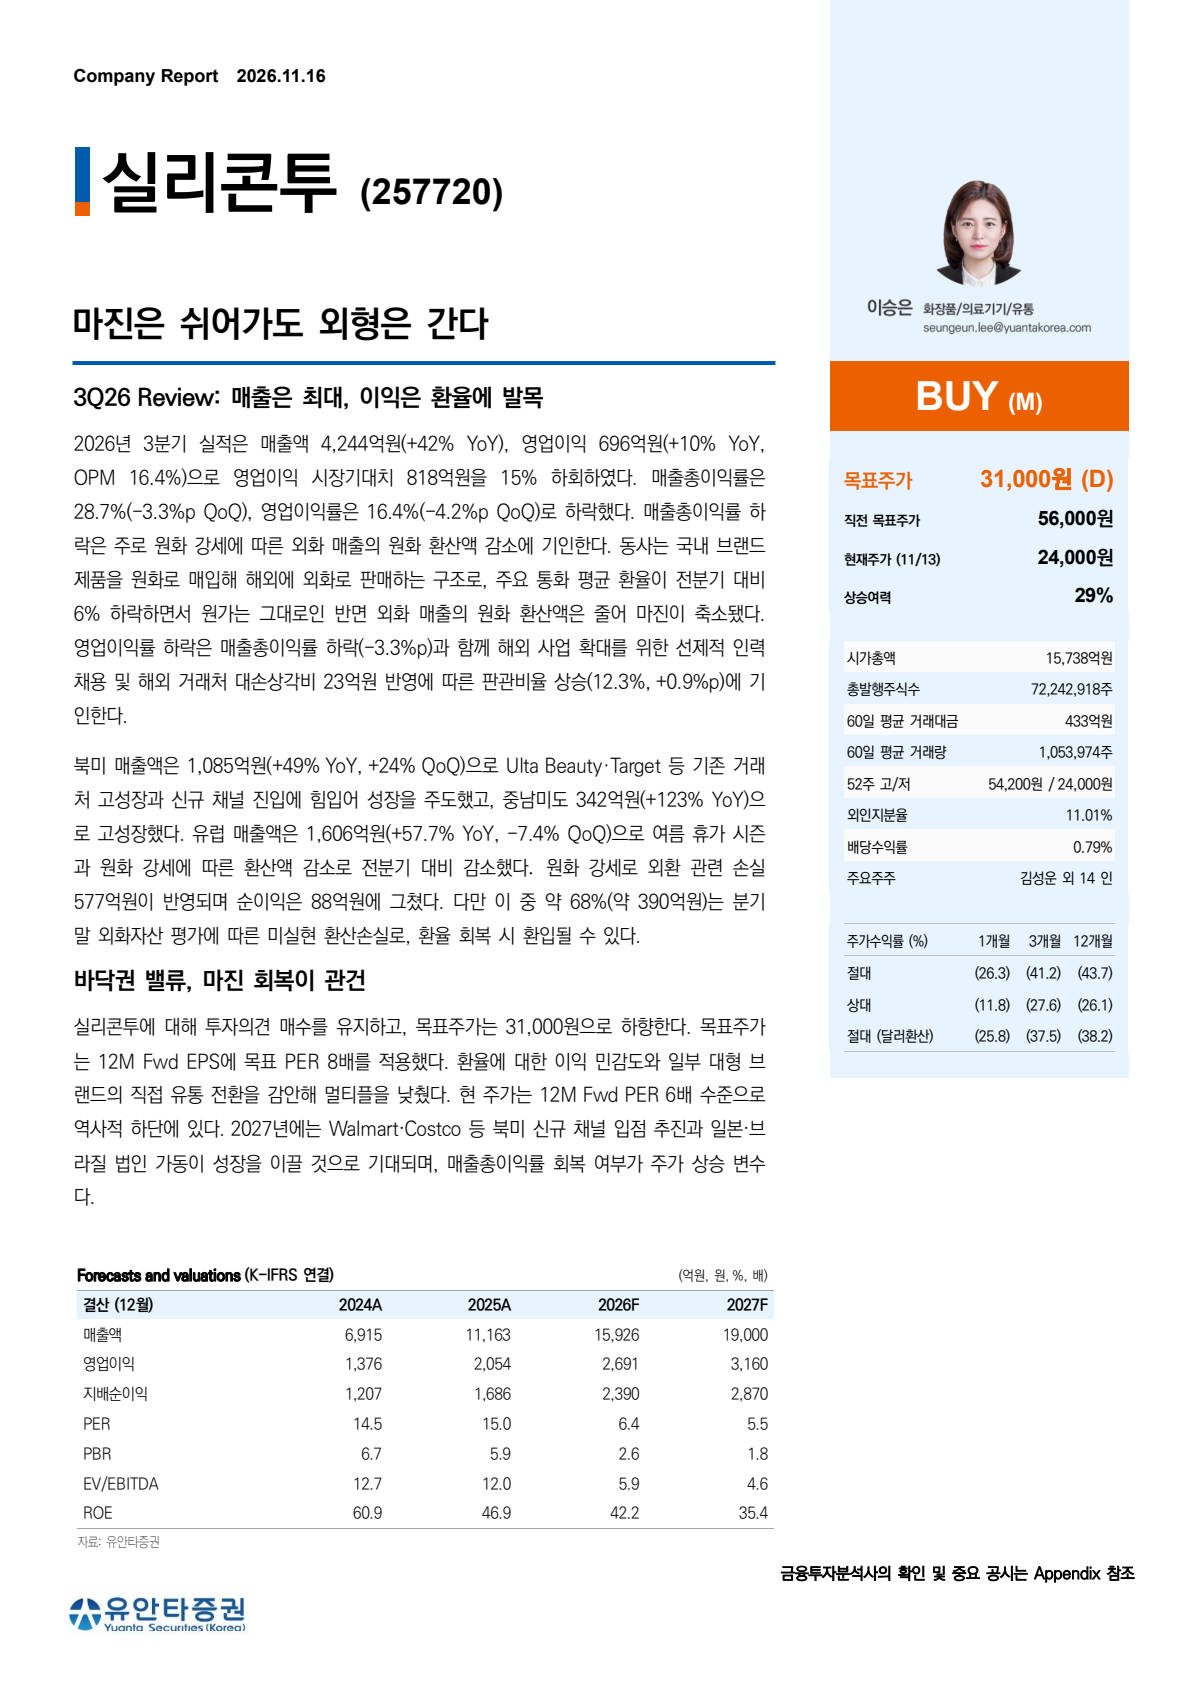 Company Report 2026.11.16
실리콘투 (257720)
마진은 쉬어가도 외형은 간다
3Q26 Review: 매출은 최대, 이익은 환율에 발목
2026년 3분기 실적은 매출액 4,244억원(+42% YoY), 영업이익 696억원(+10% YoY,
OPM 16.4%)으로 영업이익 시장기대치 818억원을 15% 하회하였다. 매출총이익률은
28.7%(-3.3%p QoQ), 영업이익률은 16.4%(-4.2%p QoQ)로 하락했다. 매출총이익률 하
락은 주로 원화 강세에 따른 외화 매출의 원화 환산액 감소에 기인한다. 동사는 국내 브랜드
제품을 원화로 매입해 해외에 외화로 판매하는 구조로, 주요 통화 평균 환율이 전분기 대비
6% 하락하면서 원가는 그대로인 반면 외화 매출의 원화 환산액은 줄어 마진이 축소됐다.
영업이익률 하락은 매출총이익률 하락(-3.3%p)과 함께 해외 사업 확대를 위한 선제적 인력
채용 및 해외 거래처 대손상각비 23억원 반영에 따른 판관비율 상승(12.3%, +0.9%p)에 기
인한다.
북미 매출액은 1,085억원(+49% YoY, +24% QoQ)으로 Ulta Beauty·Target 등 기존 거래
처 고성장과 신규 채널 진입에 힘입어 성장을 주도했고, 중남미도 342억원(+123% YoY)으
로 고성장했다. 유럽 매출액은 1,606억원(+57.7% YoY, -7.4% QoQ)으로 여름 휴가 시즌
과 원화 강세에 따른 환산액 감소로 전분기 대비 감소했다. 원화 강세로 외환 관련 손실
577억원이 반영되며 순이익은 88억원에 그쳤다. 다만 이 중 약 68%(약 390억원)는 분기
말 외화자산 평가에 따른 미실현 환산손실로, 환율 회복 시 환입될 수 있다.
바닥권 밸류, 마진 회복이 관건
실리콘투에 대해 투자의견 매수를 유지하고, 목표주가는 31,000원으로 하향한다. 목표주가
는 12M Fwd EPS에 목표 PER 8배를 적용했다. 환율에 대한 이익 민감도와 일부 대형 브
랜드의 직접 유통 전환을 감안해 멀티플을 낮췄다. 현 주가는 12M Fwd PER 6배 수준으로
역사적 하단에 있다. 2027년에는 Walmart·Costco 등 북미 신규 채널 입점 추진과 일본·브
라질 법인 가동이 성장을 이끌 것으로 기대되며, 매출총이익률 회복 여부가 주가 상승 변수
다.
Forecasts and valuations (K-IFRS 연결) (억원, 원, %, 배)
결산 (12월) 2024A 2025A 2026F 2027F
매출액 6,915 11,163 15,926 19,000
영업이익 1,376 2,054 2,691 3,160
지배순이익 1,207 1,686 2,390 2,870
PER 14.5 15.0 6.4 5.5
PBR 6.7 5.9 2.6 1.8
EV/EBITDA 12.7 12.0 5.9 4.6
ROE 60.9 46.9 42.2 35.4
자료: 유안타증권
이승은 화장품/의료기기/유통
seungeun.lee@yuantakorea.com
BUY (M)
목표주가 31,000원 (D)
직전 목표주가 56,000원
현재주가 (11/13) 24,000원
상승여력 29%
시가총액 15,738억원
총발행주식수 72,242,918주
60일 평균 거래대금 433억원
60일 평균 거래량 1,053,974주
52주 고/저 54,200원 / 24,000원
외인지분율 11.01%
배당수익률 0.79%
주요주주 김성운 외 14 인
주가수익률 (%) 1개월 3개월 12개월
절대 (26.3) (41.2) (43.7)
상대 (11.8) (27.6) (26.1)
절대 (달러환산) (25.8) (37.5) (38.2)
금융투자분석사의 확인 및 중요 공시는 Appendix 참조
유안타증권
Yuanta Securities (Korea)